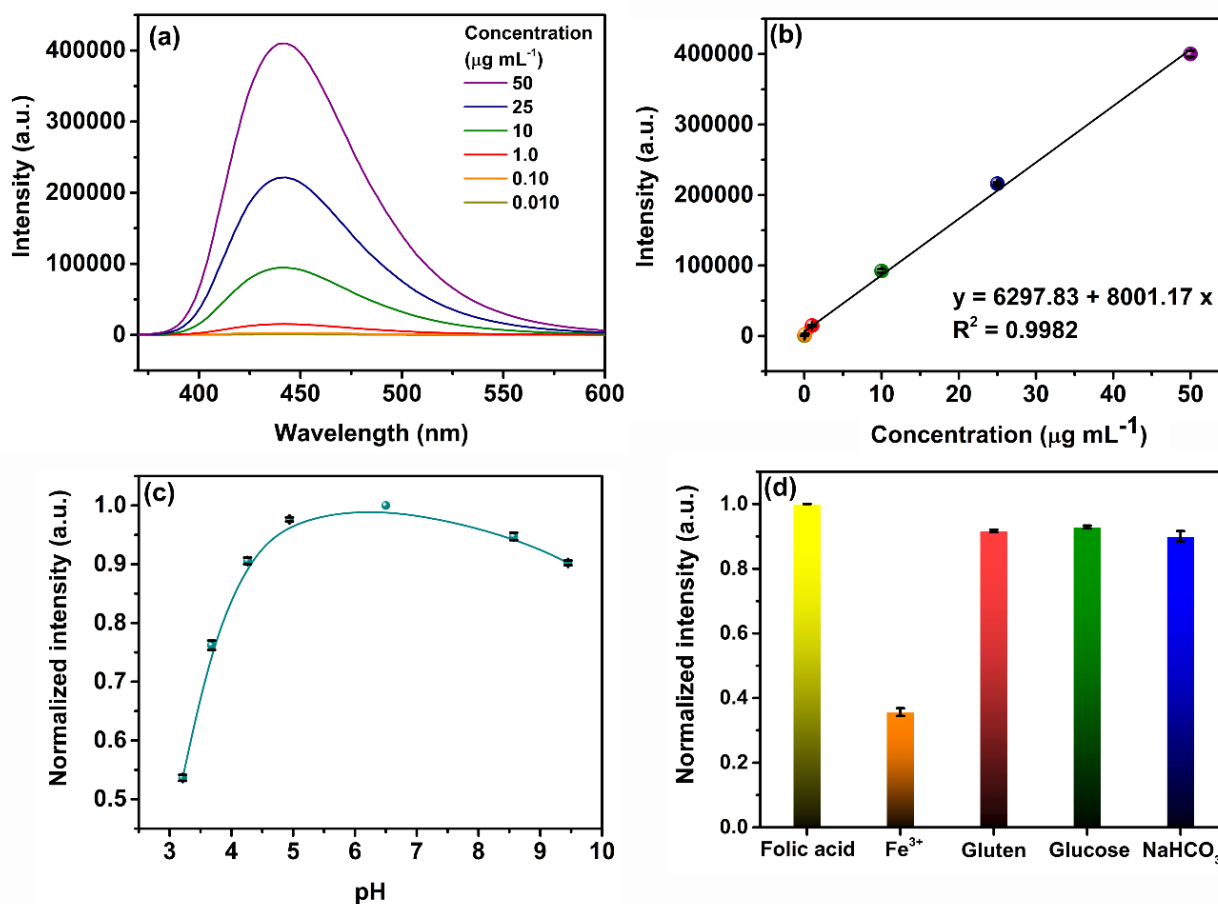 (a)
Concentration
(μg mL⁻¹)
50
25
10
1.0
0.10
0.010
400000
300000
200000
100000
0
Intensity (a.u.)
400 450 500 550 600
Wavelength (nm)
(b)
400000
300000
200000
100000
0
Intensity (a.u.)
y = 6297.83 + 8001.17 x
R² = 0.9982
0 10 20 30 40 50
Concentration (μg mL⁻¹)
(c)
1.0
0.9
0.8
0.7
0.6
0.5
Normalized intensity (a.u.)
3 4 5 6 7 8 9 10
pH
(d)
1.0
0.8
0.6
0.4
0.2
0.0
Normalized intensity (a.u.)
Folic acid Fe³⁺ Gluten Glucose NaHCO₃